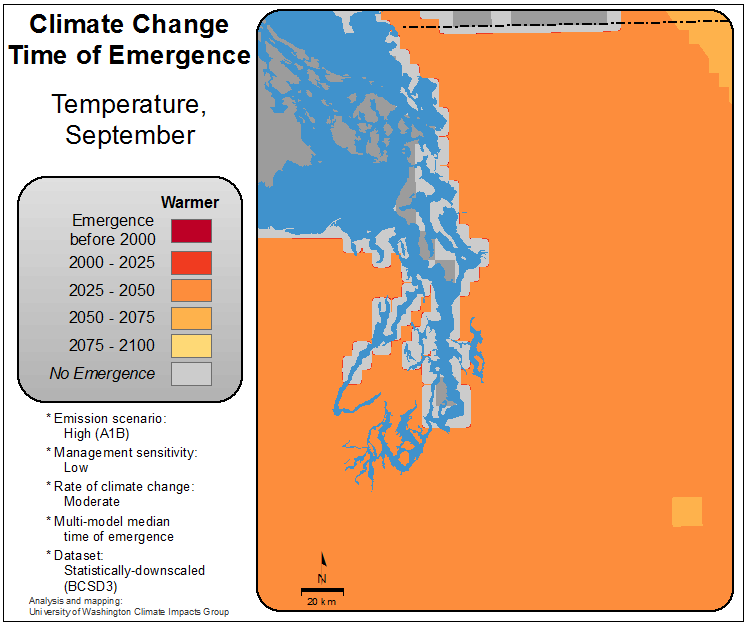 Climate Change
Time of Emergence
Temperature,
September
Warmer
Emergence
before 2000
2000 - 2025
2025 - 2050
2050 - 2075
2075 - 2100
No Emergence
* Emission scenario:
High (A1B)
* Management sensitivity:
Low
* Rate of climate change:
Moderate
* Multi-model median
time of emergence
* Dataset:
Statistically-downscaled
(BCSD3)
Analysis and mapping:
University of Washington Climate Impacts Group
N
20 km